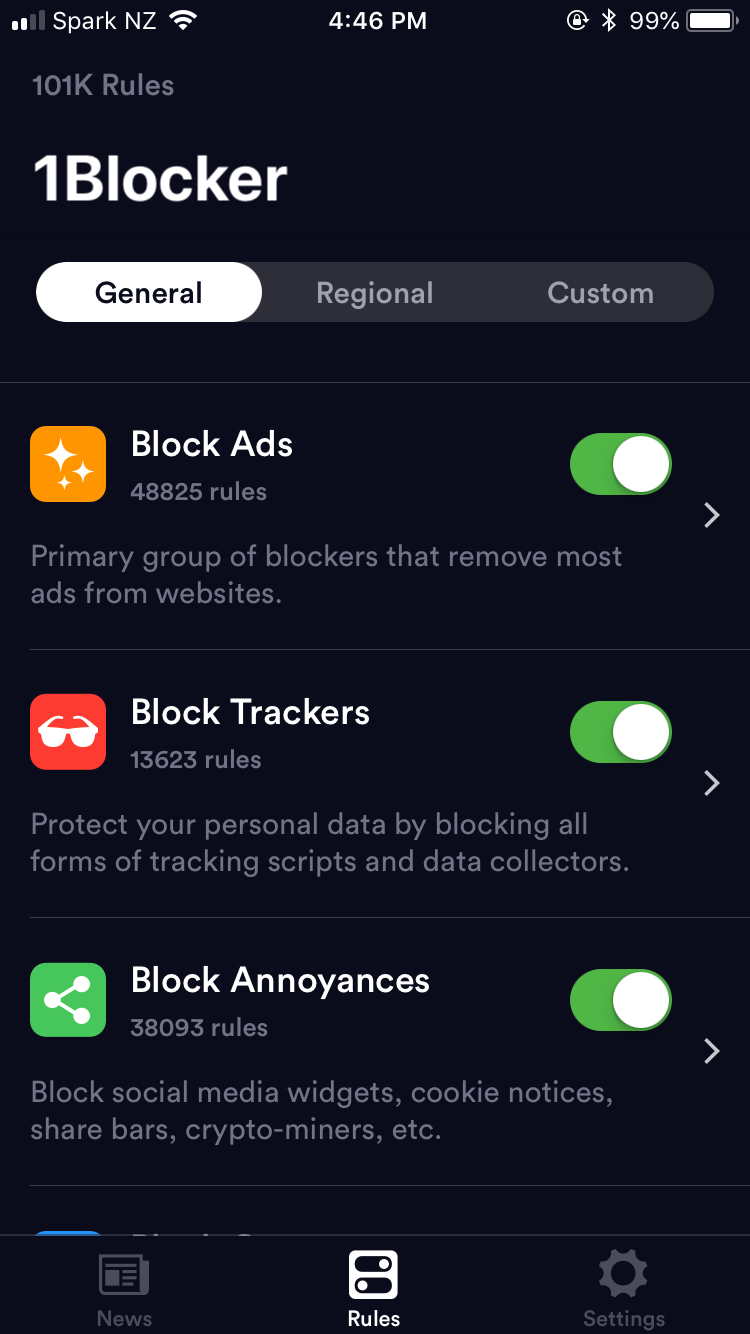 Spark NZ 4:46 PM 99%
101K Rules
1Blocker
General Regional Custom
Block Ads
48825 rules
Primary group of blockers that remove most
ads from websites.
Block Trackers
13623 rules
Protect your personal data by blocking all
forms of tracking scripts and data collectors.
Block Annoyances
38093 rules
Block social media widgets, cookie notices,
share bars, crypto-miners, etc.
News Rules Settings